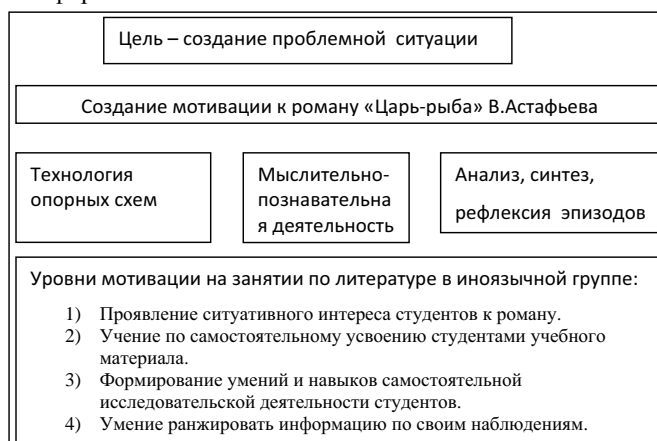 Цель – создание проблемной ситуации
Создание мотивации к роману «Царь-рыба» В.Астафьева
Технология
опорных схем
Мыслительно-
познавательна
я деятельность
Анализ, синтез,
рефлексия эпизодов
Уровни мотивации на занятии по литературе в иноязычной группе:
1) Проявление ситуативного интереса студентов к роману.
2) Учение по самостоятельному усвоению студентами учебного
материала.
3) Формирование умений и навыков самостоятельной
исследовательской деятельности студентов.
4) Умение ранжировать информацию по своим наблюдениям.